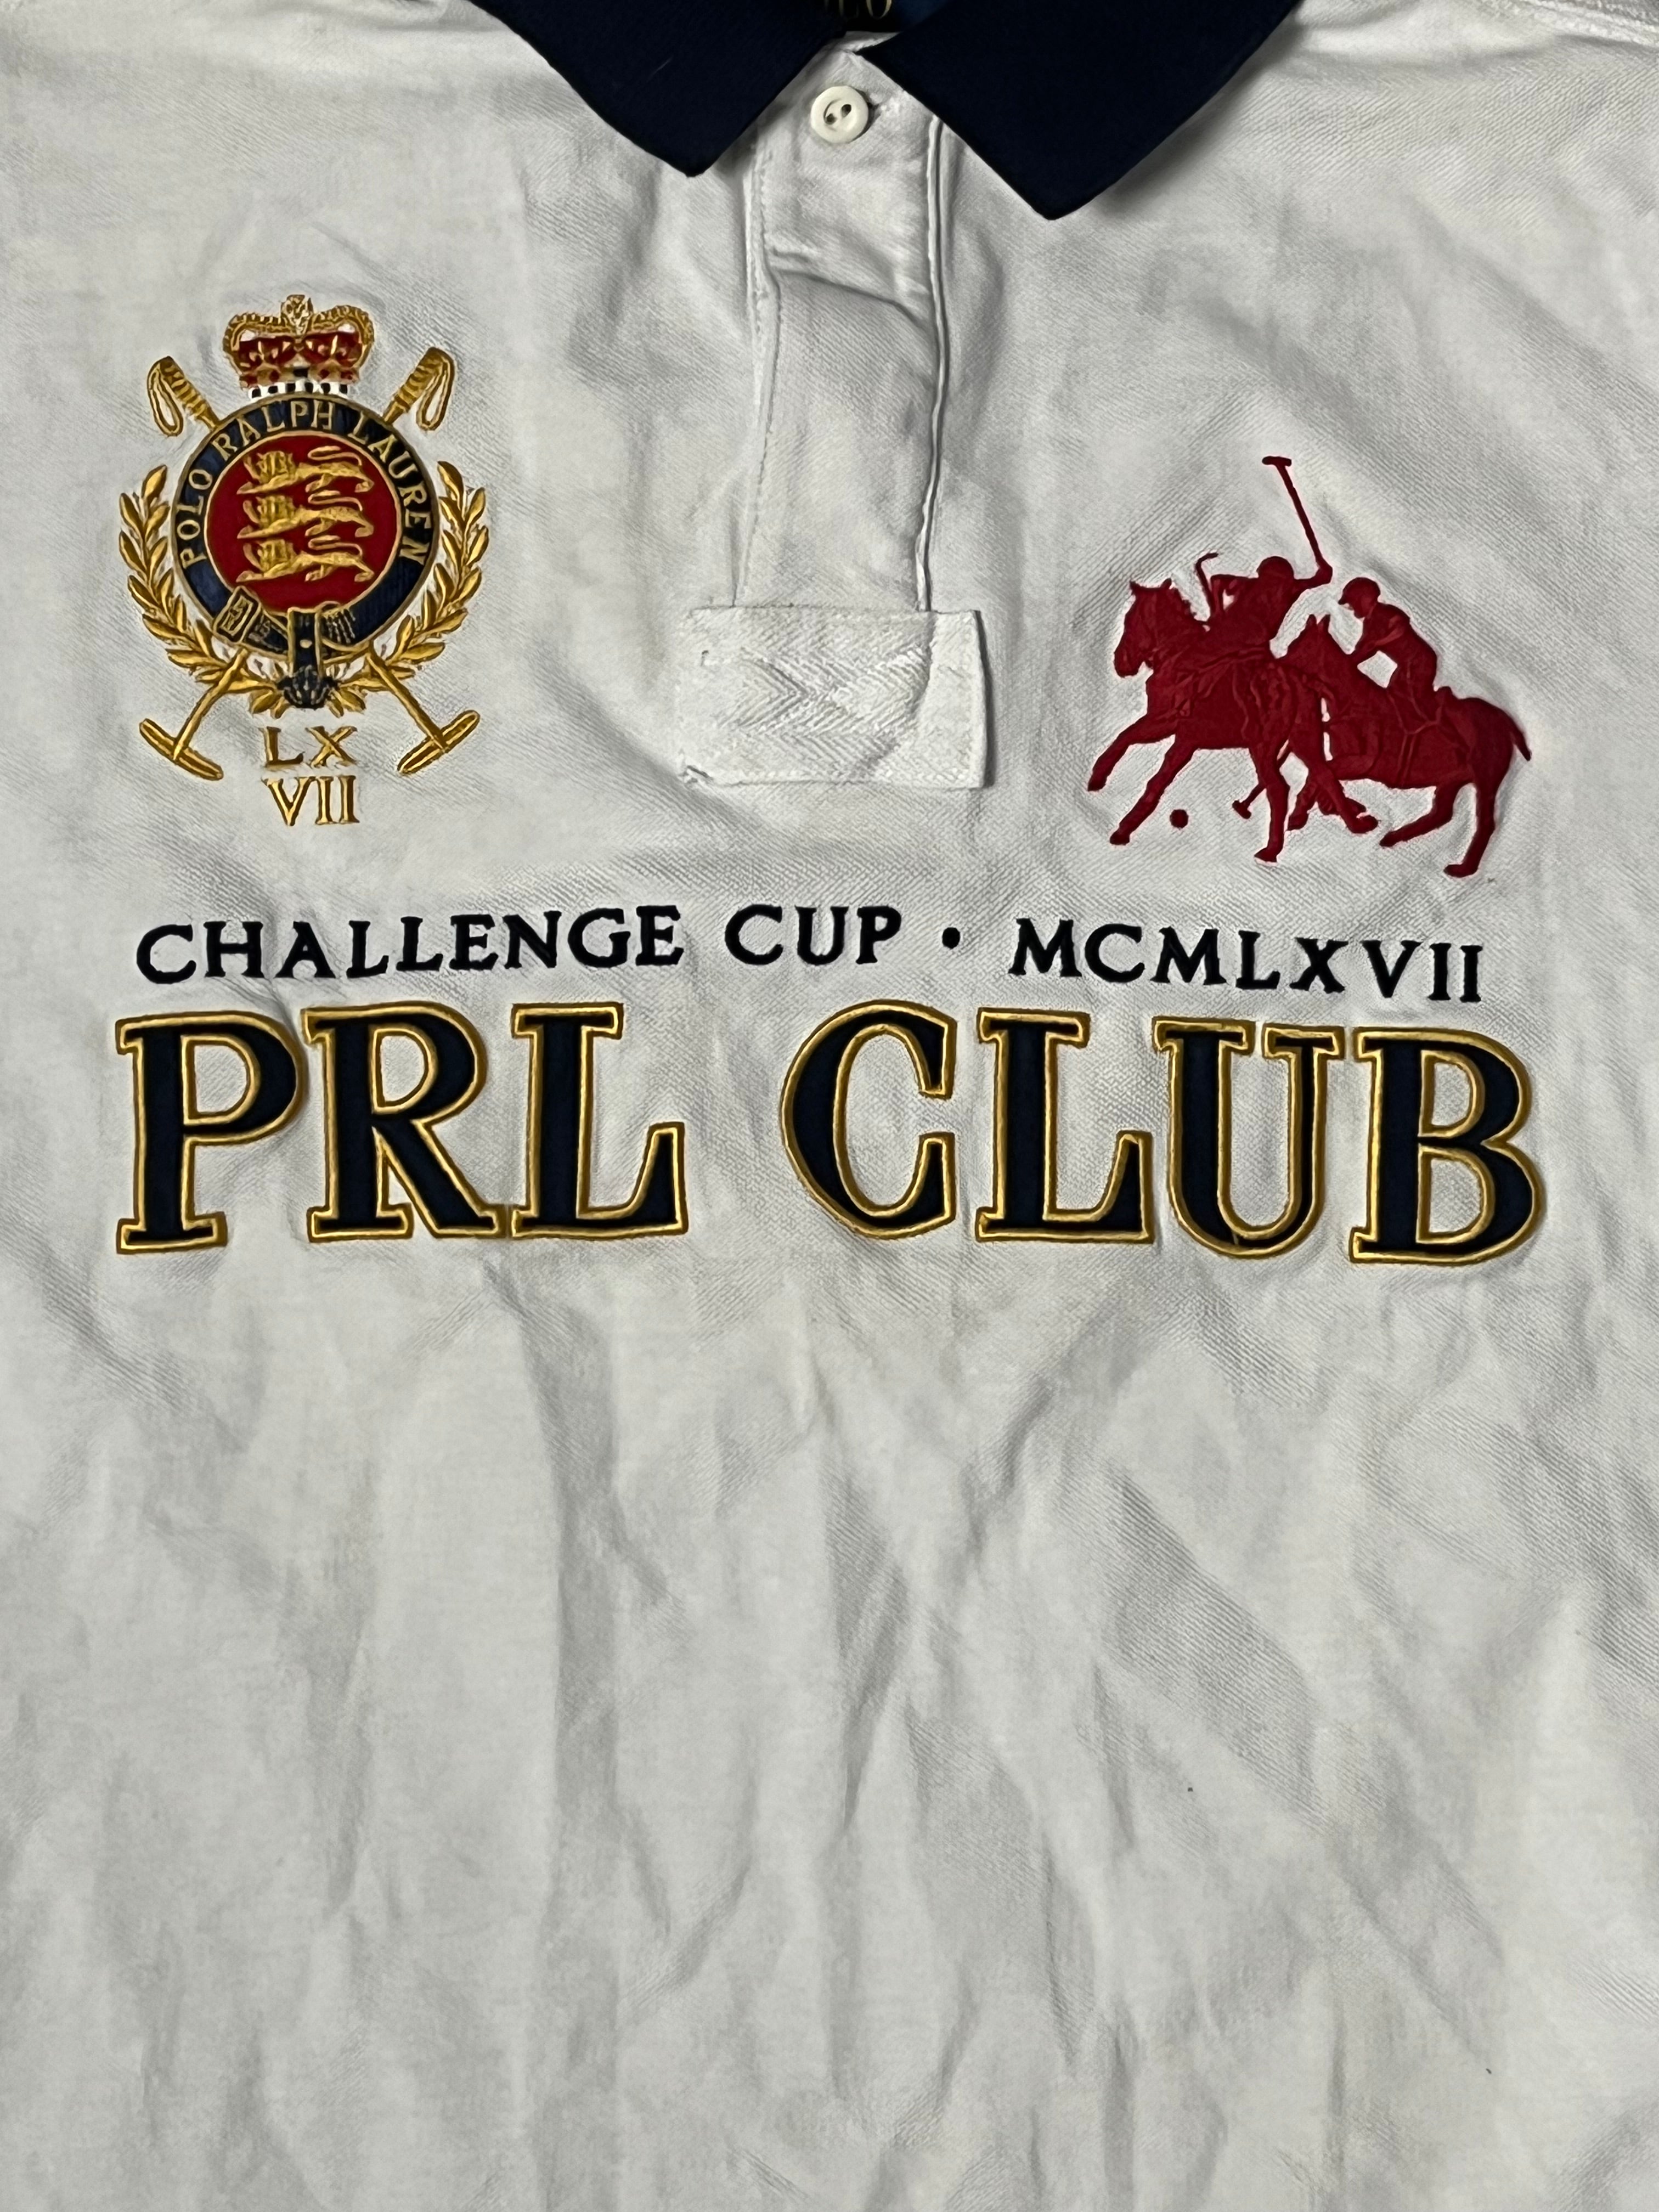 POLO RALPH LAUREN
LX
VII
CHALLENGE CUP • MCMLXVII
PRL CLUB